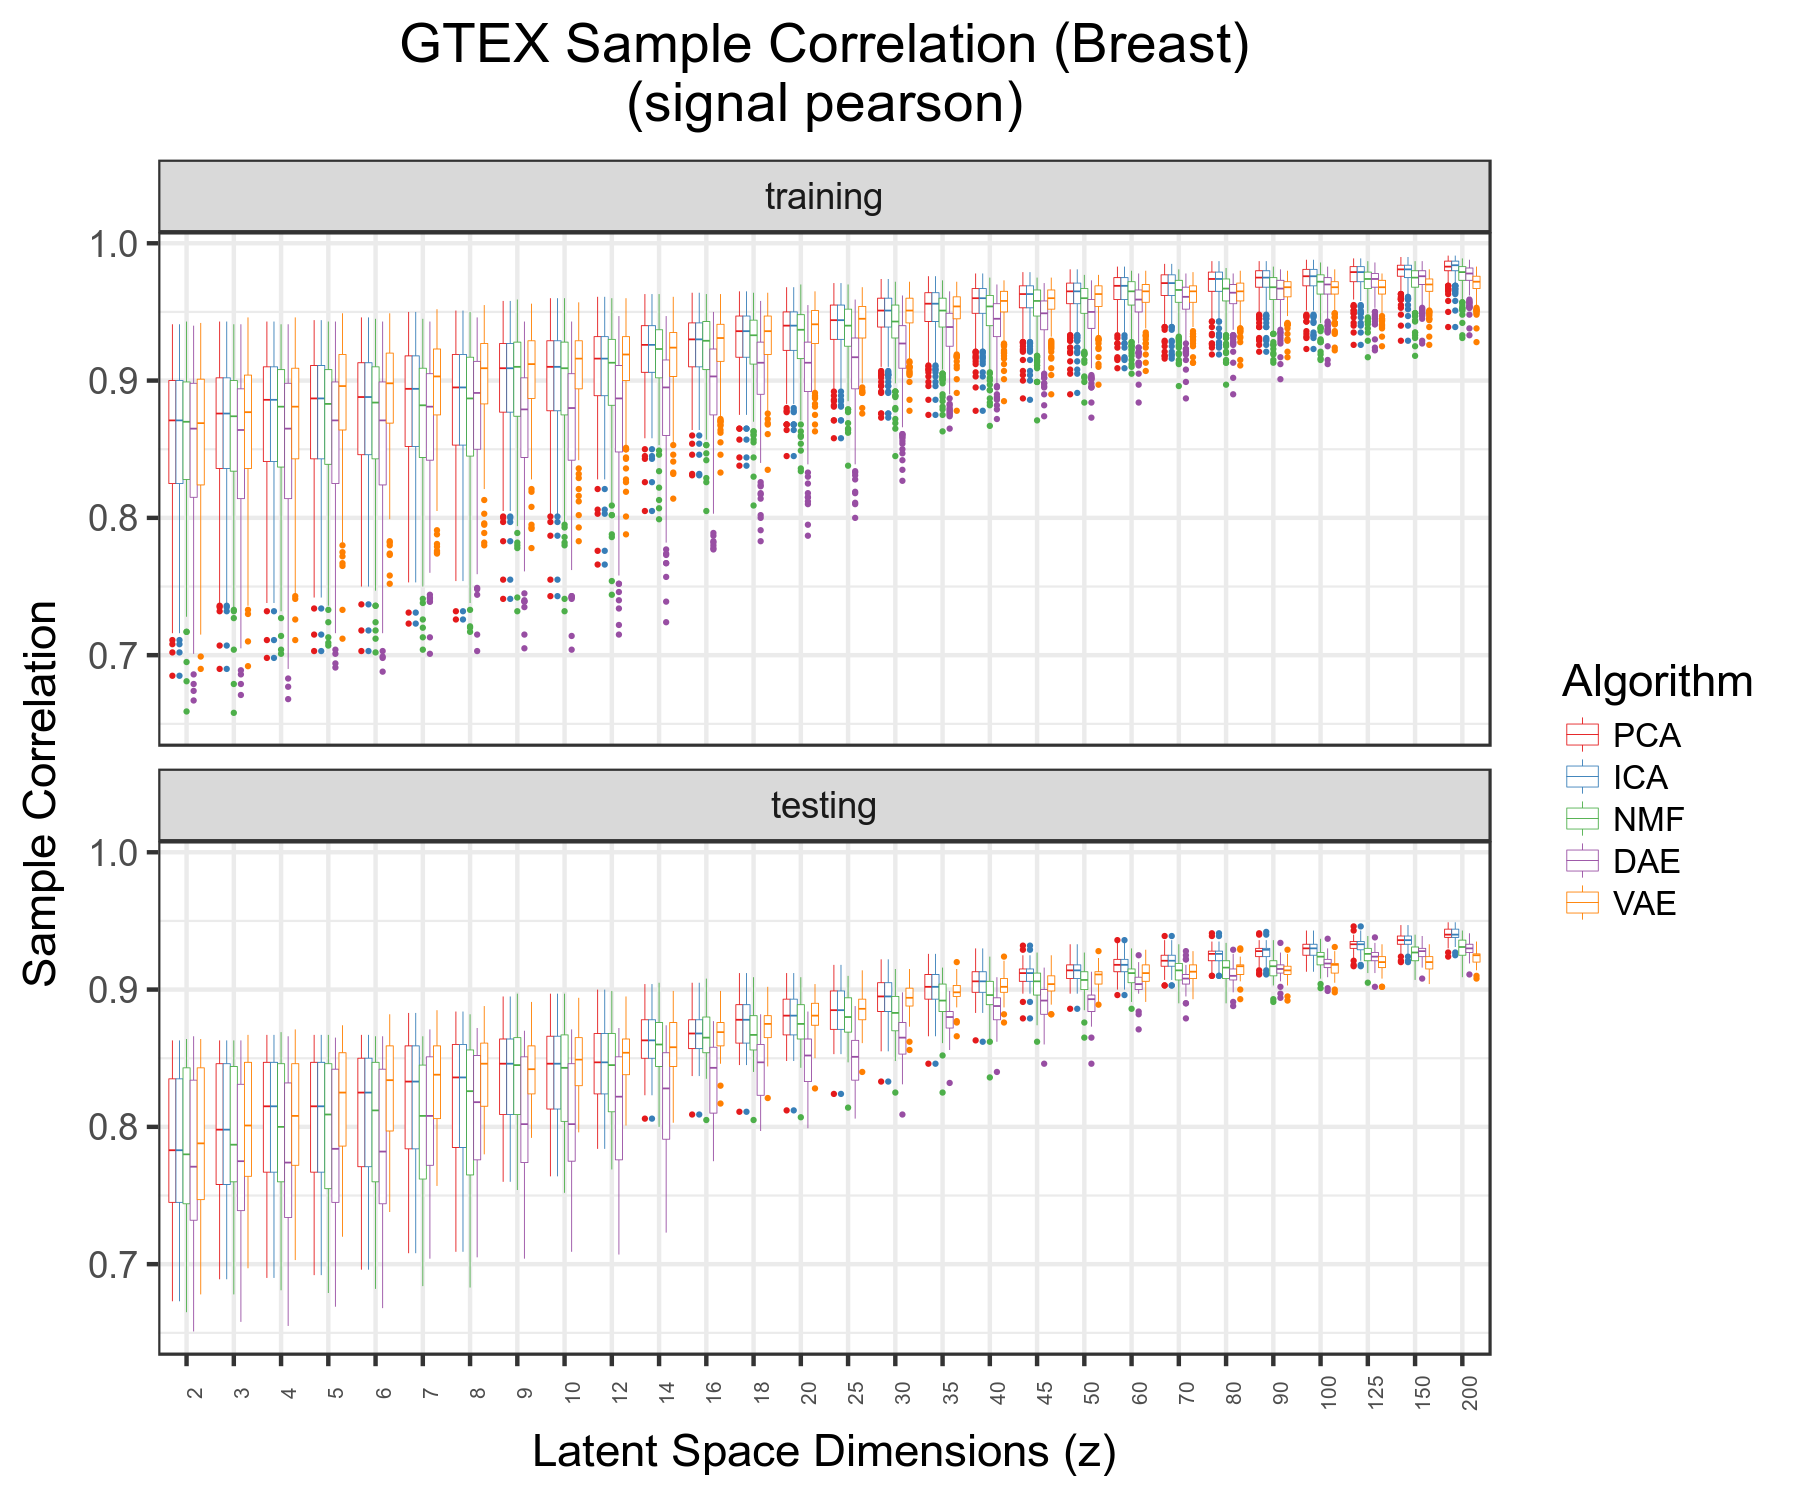 GTEX Sample Correlation (Breast)
(signal pearson)
training
1.0
0.9
0.8
0.7
testing
1.0
0.9
0.8
0.7
Sample Correlation
2 3 4 5 6 7 8 9 10 12 14 16 18 20 25 30 35 40 45 50 60 70 80 90 100 125 150 200
Latent Space Dimensions (z)
Algorithm
PCA
ICA
NMF
DAE
VAE